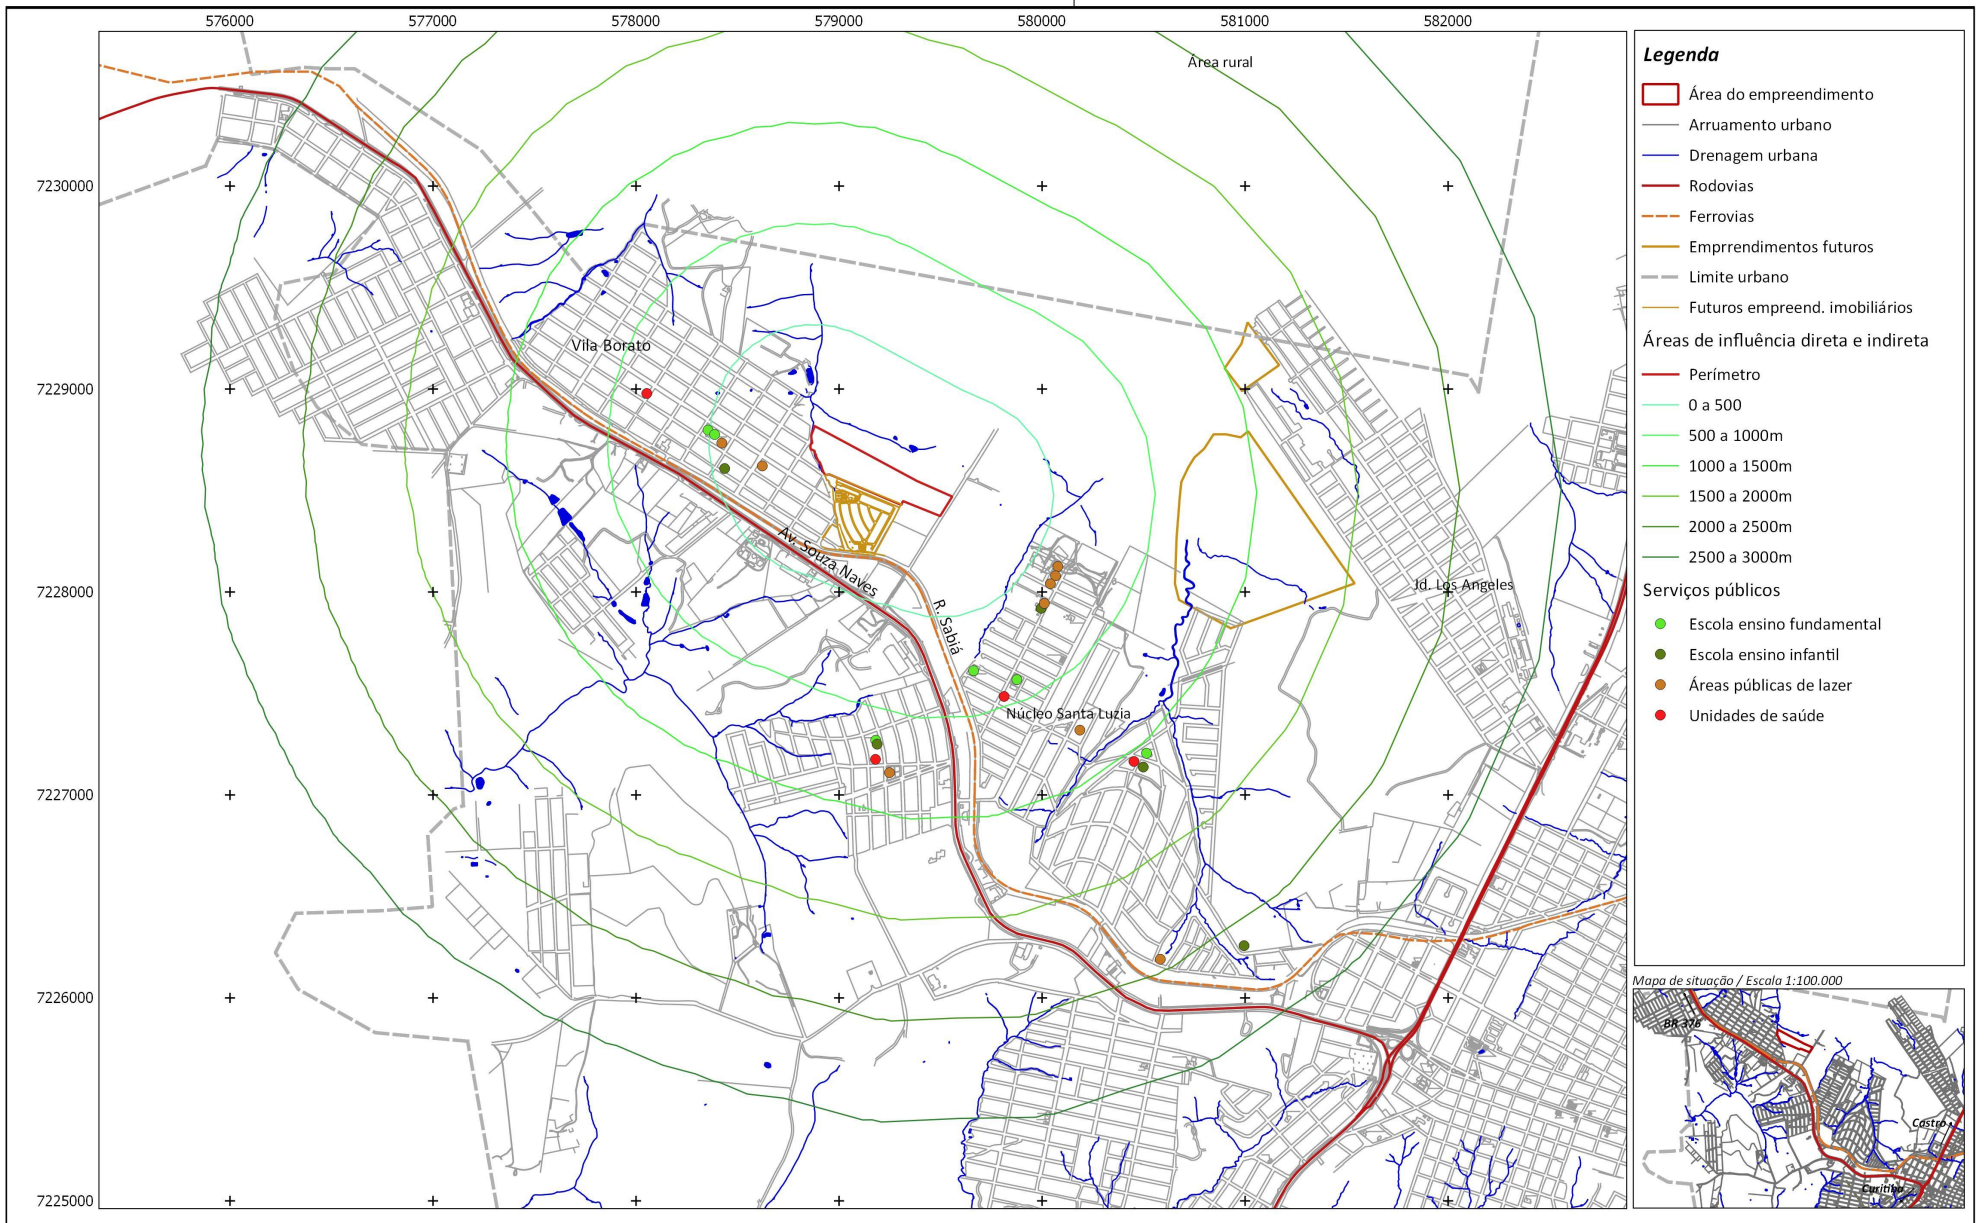 576000 577000 578000 579000 580000 581000 582000
Área rural
7230000
Vila Borato
7229000
Av. Souza Naves
7228000
Jd. Los Angeles
R. Sabiá
Núcleo Santa Luzia
7227000
7226000
7225000
Legenda
Área do empreendimento
Arruamento urbano
Drenagem urbana
Rodovias
Ferrovias
Emprrendimentos futuros
Limite urbano
Futuros empreend. imobiliários
Áreas de influência direta e indireta
Perímetro
0 a 500
500 a 1000m
1000 a 1500m
1500 a 2000m
2000 a 2500m
2500 a 3000m
Serviços públicos
Escola ensino fundamental
Escola ensino infantil
Áreas públicas de lazer
Unidades de saúde
Mapa de situação / Escala 1:100.000
BR 376
Castro
Curitiba